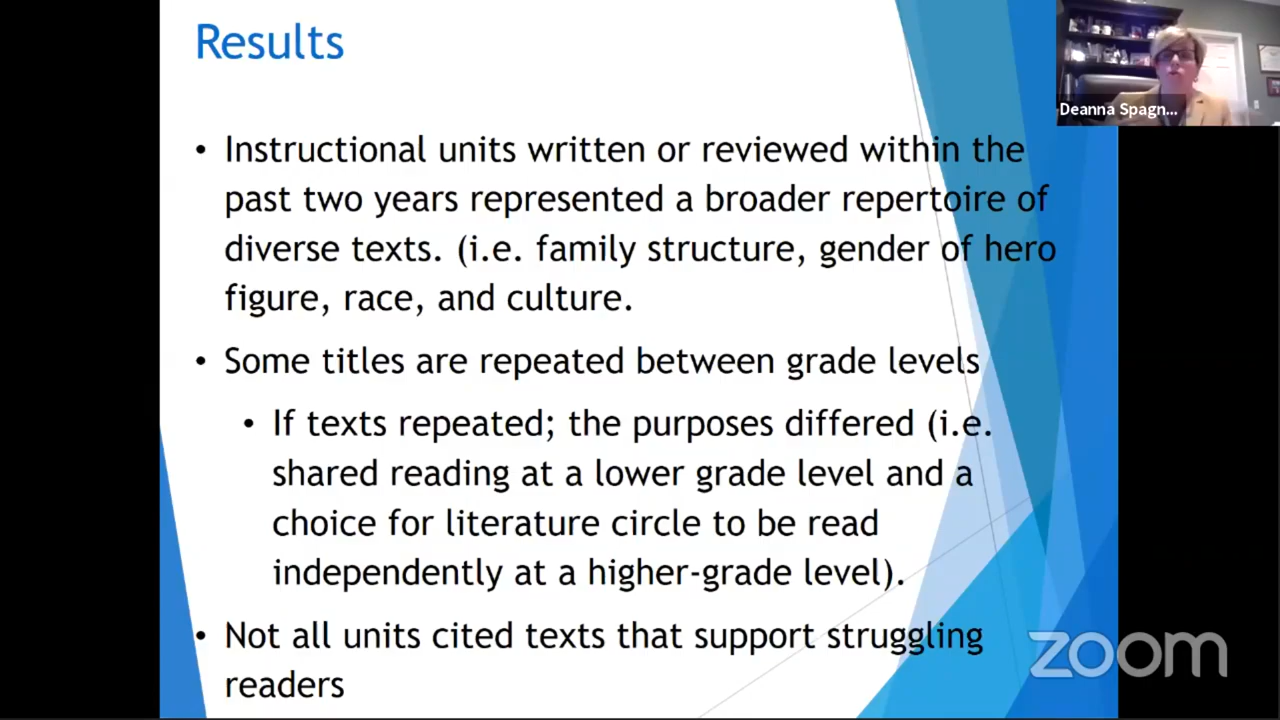 Results
Deanna Spagn...
• Instructional units written or reviewed within the
past two years represented a broader repertoire of
diverse texts. (i.e. family structure, gender of hero
figure, race, and culture.
• Some titles are repeated between grade levels
• If texts repeated; the purposes differed (i.e.
shared reading at a lower grade level and a
choice for literature circle to be read
independently at a higher-grade level).
• Not all units cited texts that support struggling
readers
zoom